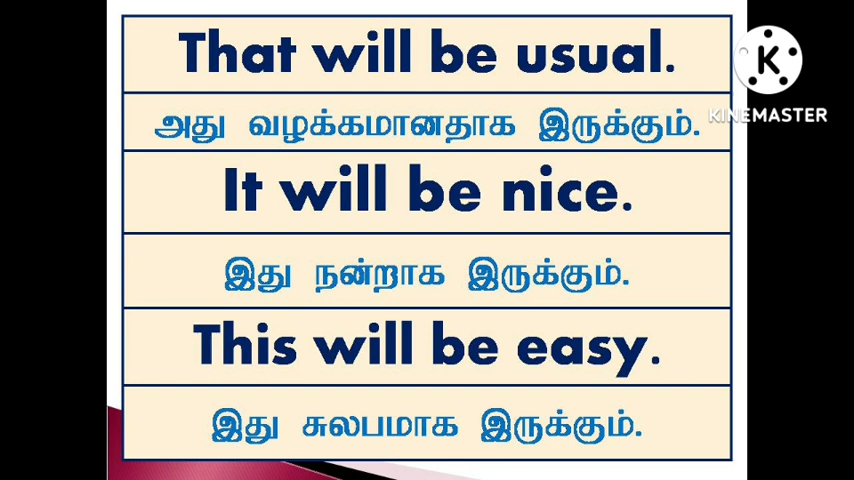 That will be usual.
KINEMASTER
அது வழக்கமானதாக இருக்கும்.
It will be nice.
இது நன்றாக இருக்கும்.
This will be easy.
இது சுலபமாக இருக்கும்.